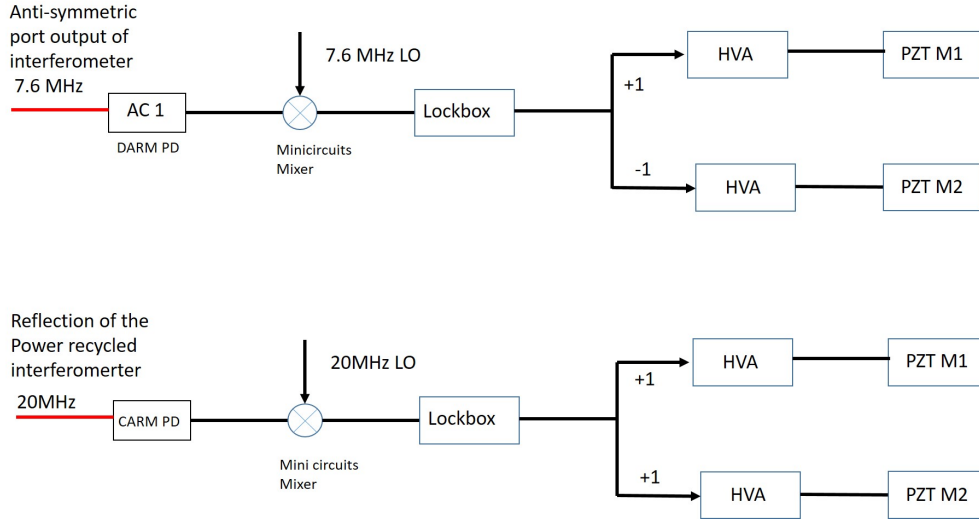 Anti-symmetric
port output of
interferometer
7.6 MHz
AC 1
DARM PD
7.6 MHz LO
Minicircuits
Mixer
Lockbox
+1
HVA
PZT M1
-1
HVA
PZT M2
Reflection of the
Power recycled
interferomerter
20MHz
CARM PD
20MHz LO
Mini circuits
Mixer
Lockbox
+1
HVA
PZT M1
+1
HVA
PZT M2